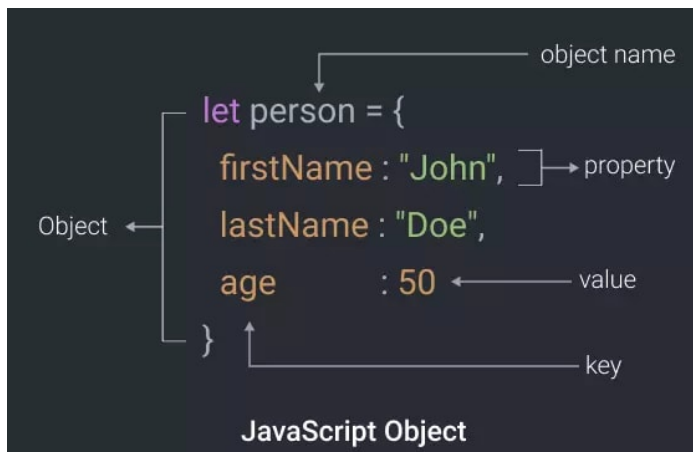 object name
let person = {
firstName : "John", property
Object
lastName : "Doe",
age : 50 value
}
key
JavaScript Object